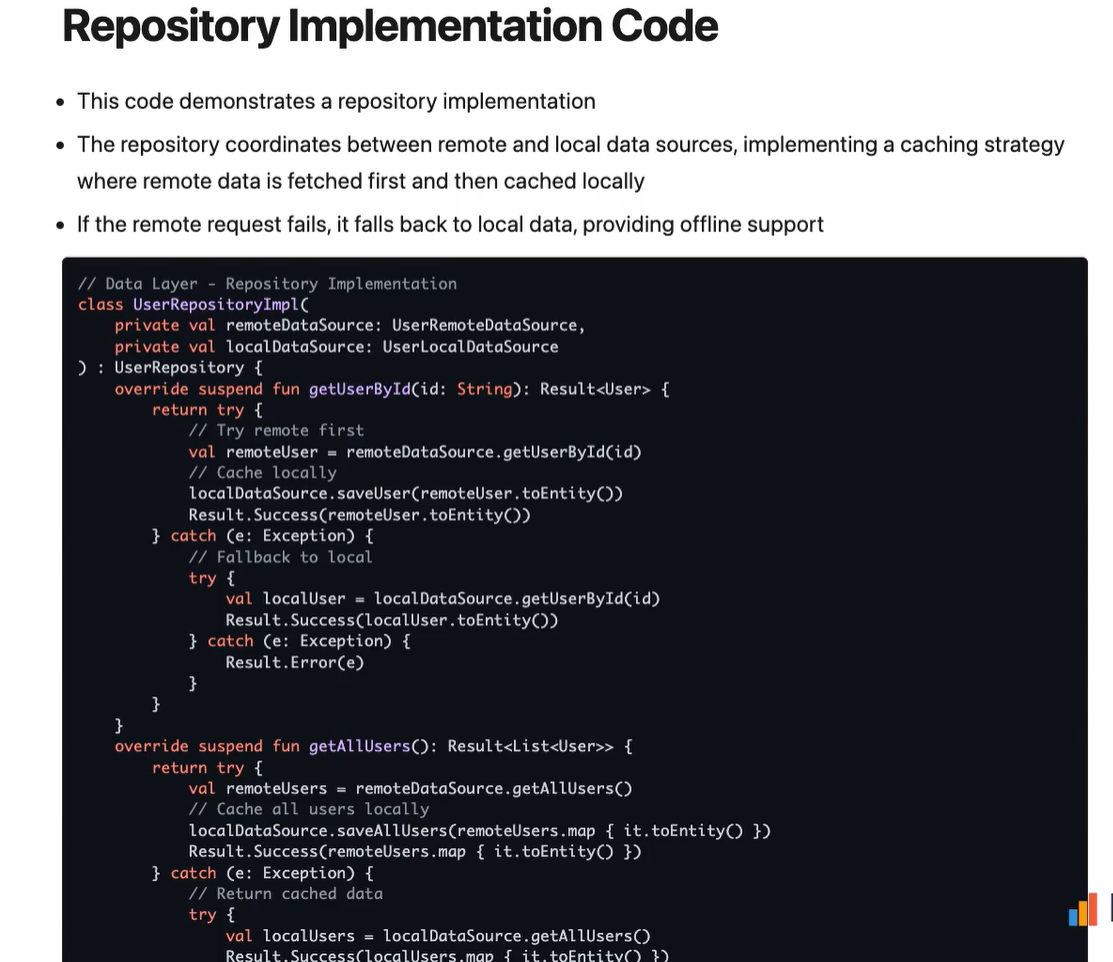 Repository Implementation Code
• This code demonstrates a repository implementation
• The repository coordinates between remote and local data sources, implementing a caching strategy
where remote data is fetched first and then cached locally
• If the remote request fails, it falls back to local data, providing offline support
// Data Layer - Repository Implementation
class UserRepositoryImpl(
    private val remoteDataSource: UserRemoteDataSource,
    private val localDataSource: UserLocalDataSource
) : UserRepository {
    override suspend fun getUserById(id: String): Result<User> {
        return try {
            // Try remote first
            val remoteUser = remoteDataSource.getUserById(id)
            // Cache locally
            localDataSource.saveUser(remoteUser.toEntity())
            Result.Success(remoteUser.toEntity())
        } catch (e: Exception) {
            // Fallback to local
            try {
                val localUser = localDataSource.getUserById(id)
                Result.Success(localUser.toEntity())
            } catch (e: Exception) {
                Result.Error(e)
            }
        }
    }
    override suspend fun getAllUsers(): Result<List<User>> {
        return try {
            val remoteUsers = remoteDataSource.getAllUsers()
            // Cache all users locally
            localDataSource.saveAllUsers(remoteUsers.map { it.toEntity() })
            Result.Success(remoteUsers.map { it.toEntity() })
        } catch (e: Exception) {
            // Return cached data
            try {
                val localUsers = localDataSource.getAllUsers()
                Result.Success(localUsers.map { it.toEntity() })